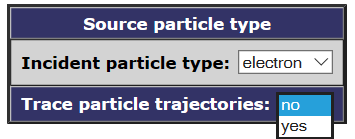 Source particle type
Incident particle type: electron
Trace particle trajectories: no
yes